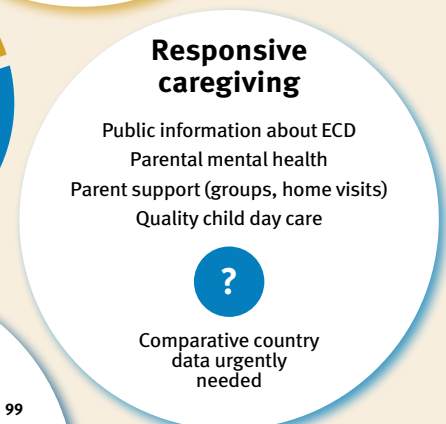 Responsive
caregiving
Public information about ECD
Parental mental health
Parent support (groups, home visits)
Quality child day care
?
Comparative country
data urgently
needed
99